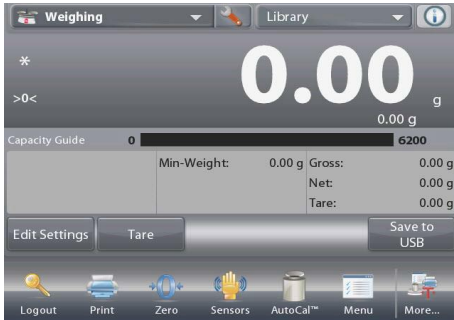 Weighing
Library
*
>0<
0.00 g
0.00 g
Capacity Guide 0 6200
Min-Weight: 0.00 g Gross: 0.00 g
Net: 0.00 g
Tare: 0.00 g
Edit Settings
Tare
Save to
USB
Logout
Print
Zero
Sensors
AutoCal™
Menu
More...